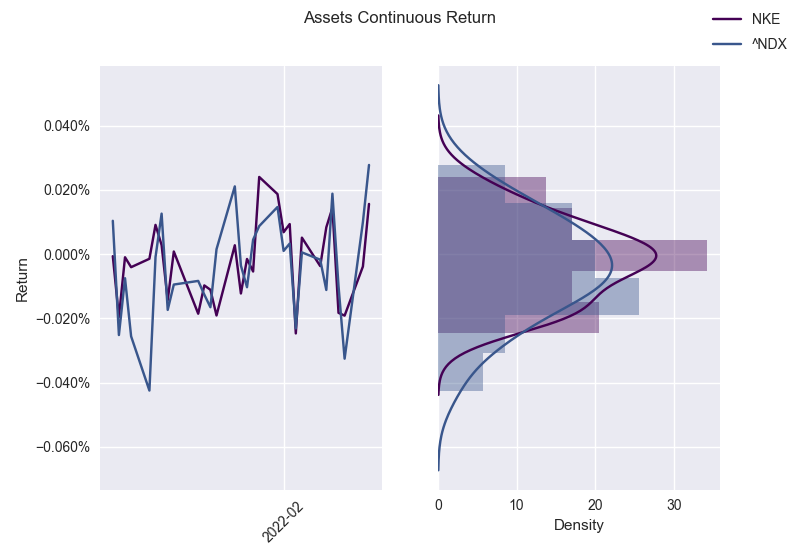 Assets Continuous Return
NKE
^NDX
0.040%
0.020%
0.000%
−0.020%
−0.040%
−0.060%
Return
2022-02
0
10
20
30
Density